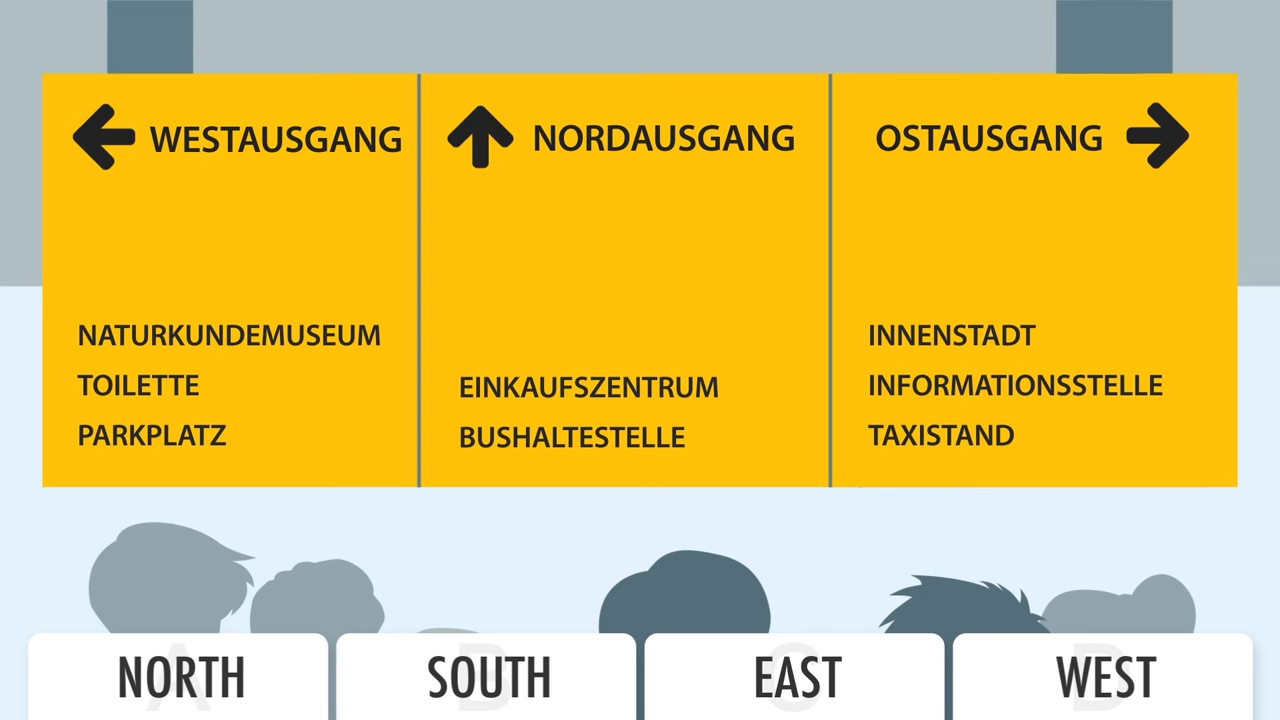 WESTAUSGANG
NATURKUNDEMUSEUM
TOILETTE
PARKPLATZ
NORDAUSGANG
EINKAUFSZENTRUM
BUSHALTESTELLE
OSTAUSGANG
INNENSTADT
INFORMATIONSSTELLE
TAXISTAND
A NORTH
B SOUTH
C EAST
D WEST